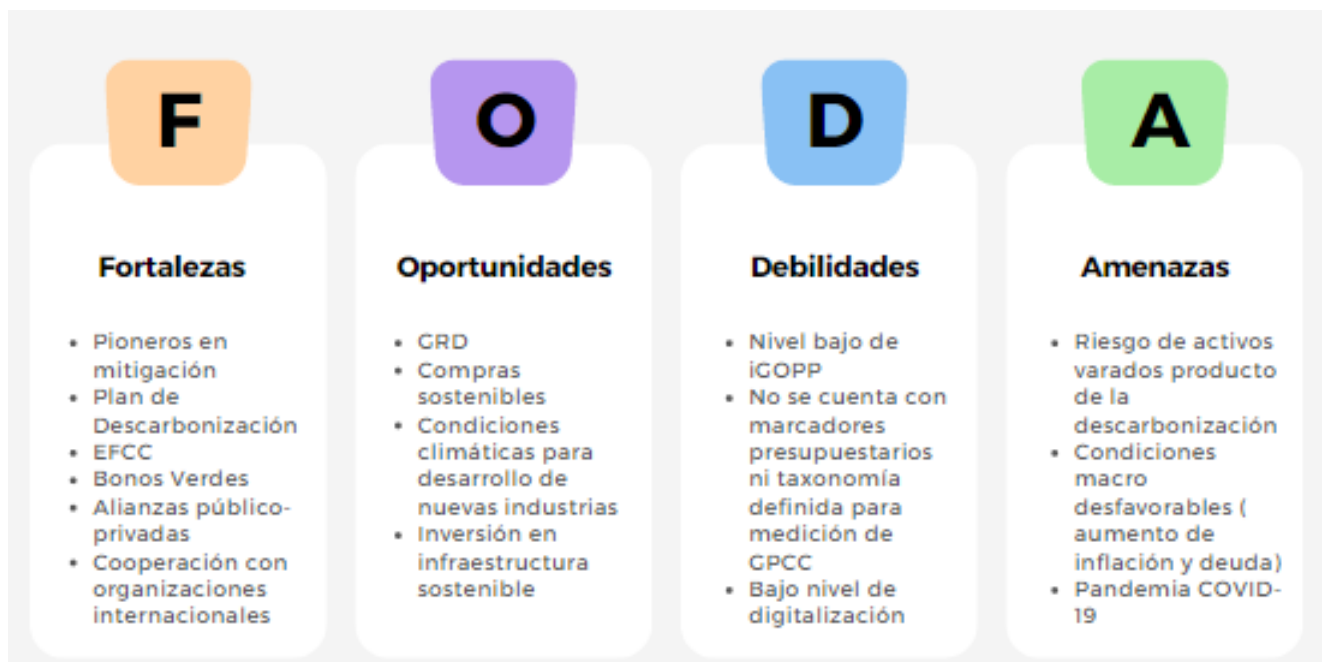 F
Fortalezas
• Pioneros en
mitigación
• Plan de
Descarbonización
• EFCC
• Bonos Verdes
• Alianzas público-
privadas
• Cooperación con
organizaciones
internacionales
O
Oportunidades
• GRD
• Compras
sostenibles
• Condiciones
climáticas para
desarrollo de
nuevas industrias
• Inversión en
infraestructura
sostenible
D
Debilidades
• Nivel bajo de
iGOPP
• No se cuenta con
marcadores
presupuestarios
ni taxonomía
definida para
medición de
GPCC
• Bajo nivel de
digitalización
A
Amenazas
• Riesgo de activos
varados producto
de la
descarbonización
• Condiciones
macro
desfavorables (
aumento de
inflación y deuda)
• Pandemia COVID-
19